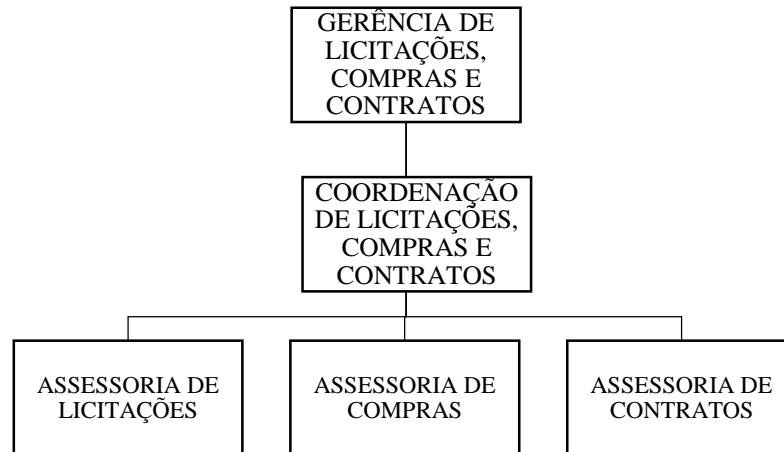 GERÊNCIA DE
LICITAÇÕES,
COMPRAS E
CONTRATOS
COORDENAÇÃO
DE LICITAÇÕES,
COMPRAS E
CONTRATOS
ASSESSORIA DE
LICITAÇÕES
ASSESSORIA DE
COMPRAS
ASSESSORIA DE
CONTRATOS